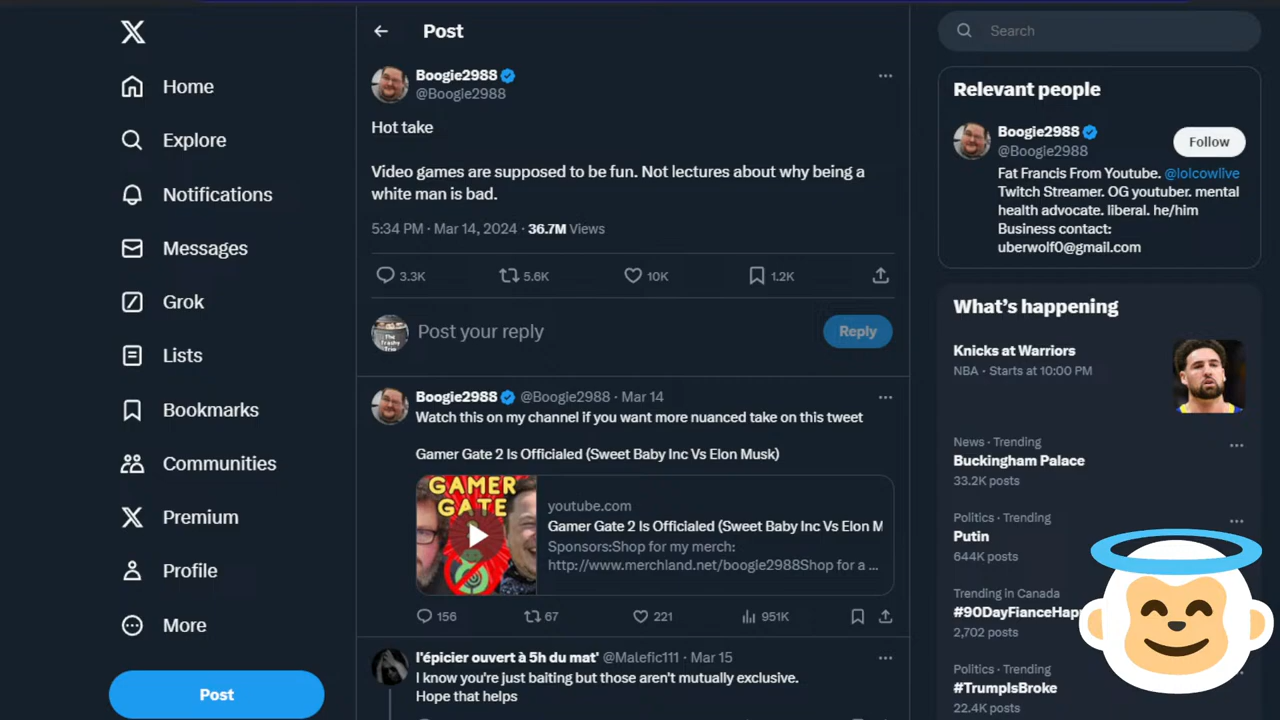 Home
Explore
Notifications
Messages
Grok
Lists
Bookmarks
Communities
Premium
Profile
More
Post
Post
Boogie2988
@Boogie2988
Hot take
Video games are supposed to be fun. Not lectures about why being a
white man is bad.
5:34 PM · Mar 14, 2024 · 36.7M Views
3.3K 5.6K 10K 1.2K
Post your reply
Reply
Boogie2988 @Boogie2988 · Mar 14
Watch this on my channel if you want more nuanced take on this tweet
Gamer Gate 2 Is Officialed (Sweet Baby Inc Vs Elon Musk)
GAMER
GATE
youtube.com
Gamer Gate 2 Is Officialed (Sweet Baby Inc Vs Elon M
Sponsors:Shop for my merch:
http://www.merchland.net/boogie2988Shop for a ...
156 67 221 951K
l'épicier ouvert à 5h du mat' @Malefic111 · Mar 15
I know you're just baiting but those aren't mutually exclusive.
Hope that helps
Search
Relevant people
Boogie2988
@Boogie2988
Follow
Fat Francis From Youtube. @lolcowlive
Twitch Streamer. OG youtuber. mental
health advocate. liberal. he/him
Business contact:
uberwolf0@gmail.com
What's happening
Knicks at Warriors
NBA · Starts at 10:00 PM
News · Trending
Buckingham Palace
33.2K posts
Politics · Trending
Putin
644K posts
Trending in Canada
#90DayFianceHap
2,702 posts
Politics · Trending
#TrumpIsBroke
22.4K posts